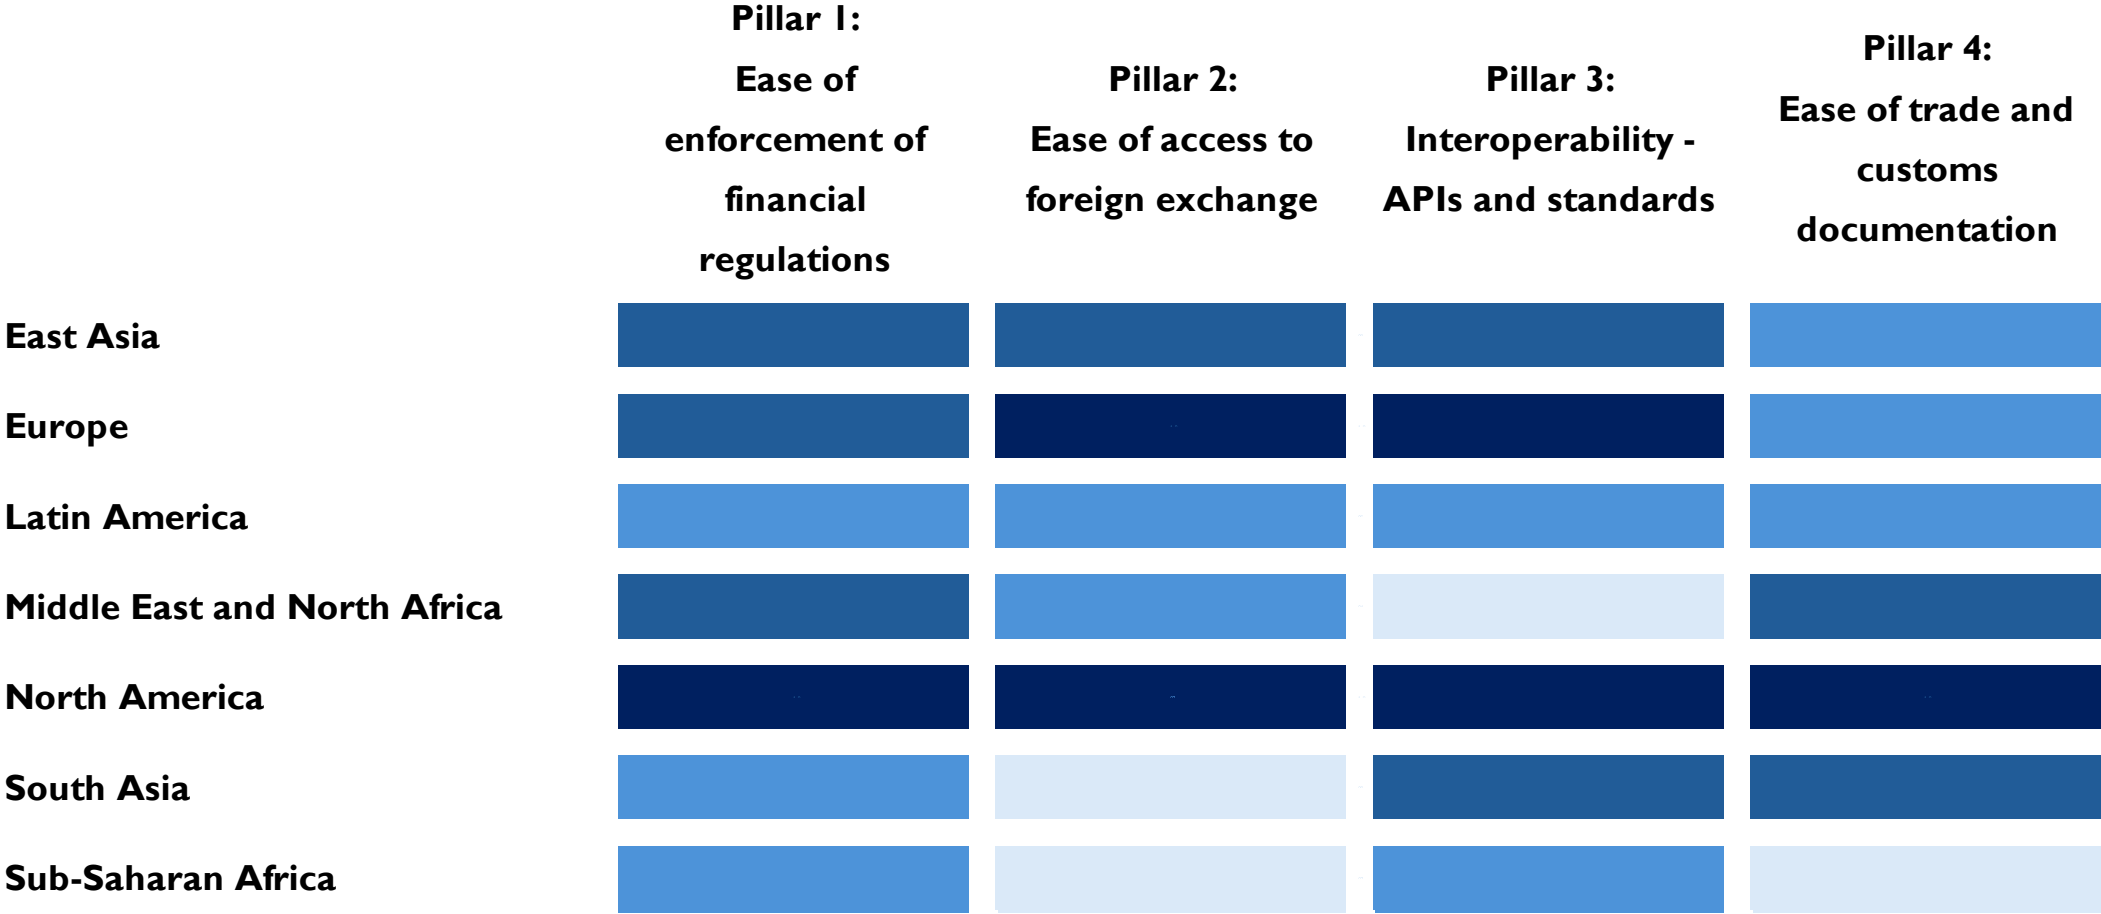 Pillar 1:
Ease of
enforcement of
financial
regulations
Pillar 2:
Ease of access to
foreign exchange
Pillar 3:
Interoperability -
APIs and standards
Pillar 4:
Ease of trade and
customs
documentation
East Asia
Europe
Latin America
Middle East and North Africa
North America
South Asia
Sub-Saharan Africa